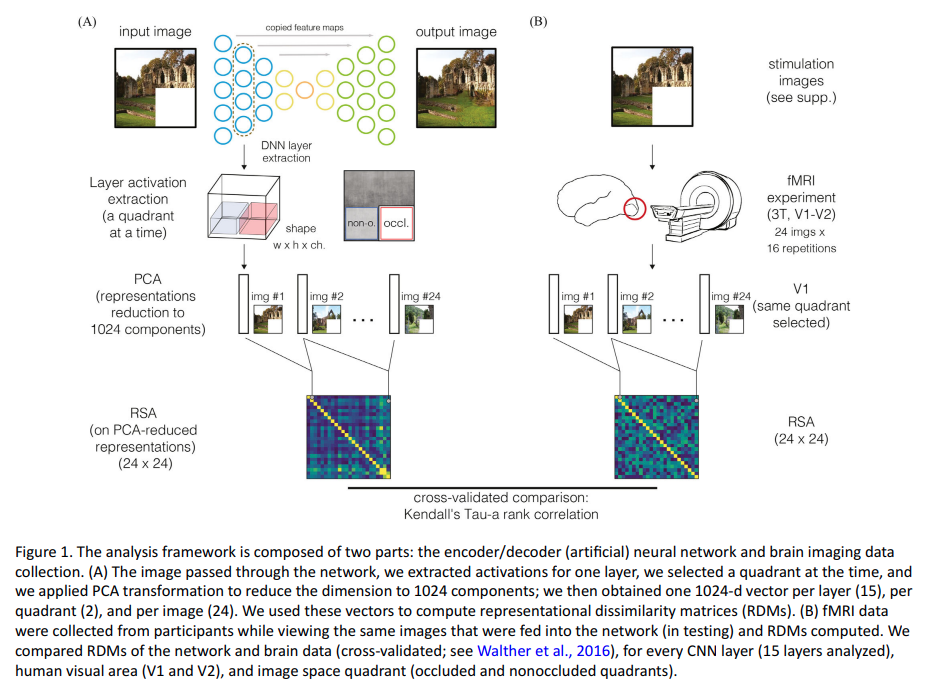 (A)
input image
copied feature maps
output image
DNN layer
extraction
Layer activation
extraction
(a quadrant
at a time)
shape
w x h x ch.
non-o.
occl.
PCA
(representations
reduction to
1024 components)
img #1
img #2
...
img #24
RSA
(on PCA-reduced
representations)
(24 x 24)
(B)
stimulation
images
(see supp.)
fMRI
experiment
(3T, V1-V2)
24 imgs x
16 repetitions
img #1
img #2
...
img #24
V1
(same quadrant
selected)
RSA
(24 x 24)
cross-validated comparison:
Kendall's Tau-a rank correlation
Figure 1. The analysis framework is composed of two parts: the encoder/decoder (artificial) neural network and brain imaging data
collection. (A) The image passed through the network, we extracted activations for one layer, we selected a quadrant at the time, and
we applied PCA transformation to reduce the dimension to 1024 components; we then obtained one 1024-d vector per layer (15), per
quadrant (2), and per image (24). We used these vectors to compute representational dissimilarity matrices (RDMs). (B) fMRI data
were collected from participants while viewing the same images that were fed into the network (in testing) and RDMs computed. We
compared RDMs of the network and brain data (cross-validated; see Walther et al., 2016), for every CNN layer (15 layers analyzed),
human visual area (V1 and V2), and image space quadrant (occluded and nonoccluded quadrants).